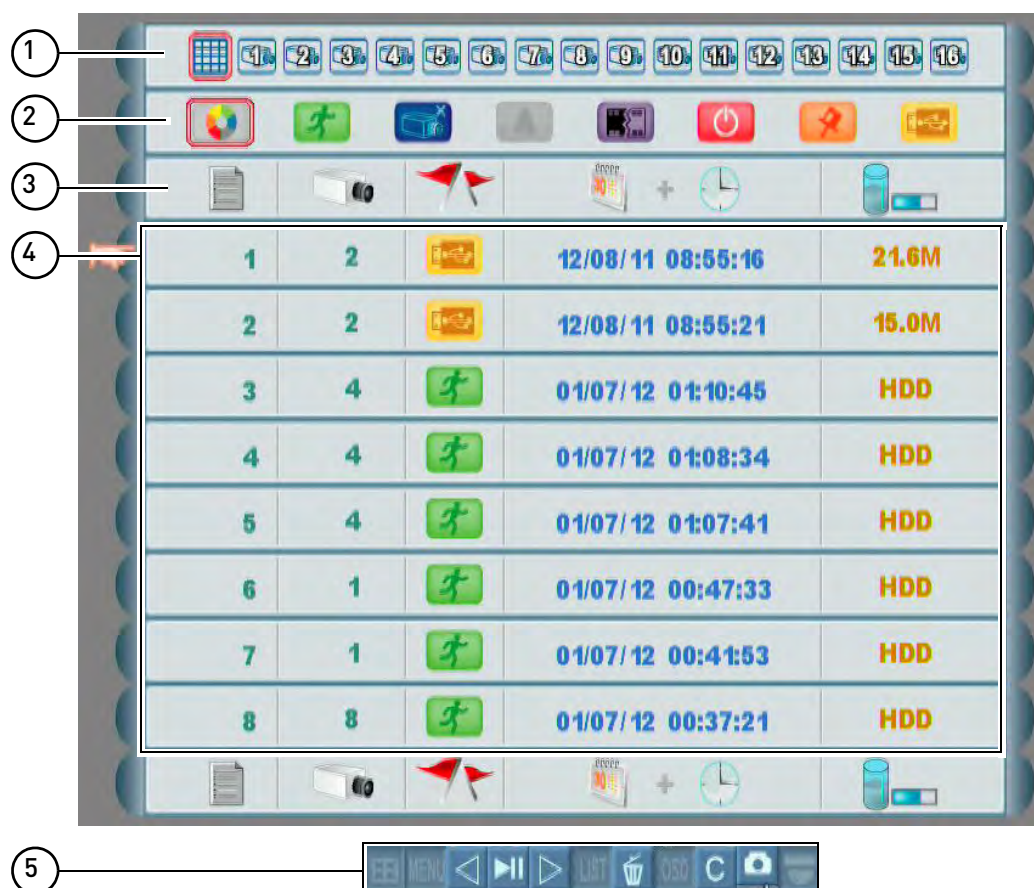 1
1 2 3 4 5 6 7 8 9 10 11 12 13 14 15 16
2
A
3
30 +
4
1 2 12/08/11 08:55:16 21.6M
2 2 12/08/11 08:55:21 15.0M
3 4 01/07/12 01:10:45 HDD
4 4 01/07/12 01:08:34 HDD
5 4 01/07/12 01:07:41 HDD
6 1 01/07/12 00:47:33 HDD
7 1 01/07/12 00:41:53 HDD
8 8 01/07/12 00:37:21 HDD
30 +
5
MENU LIST OSD C